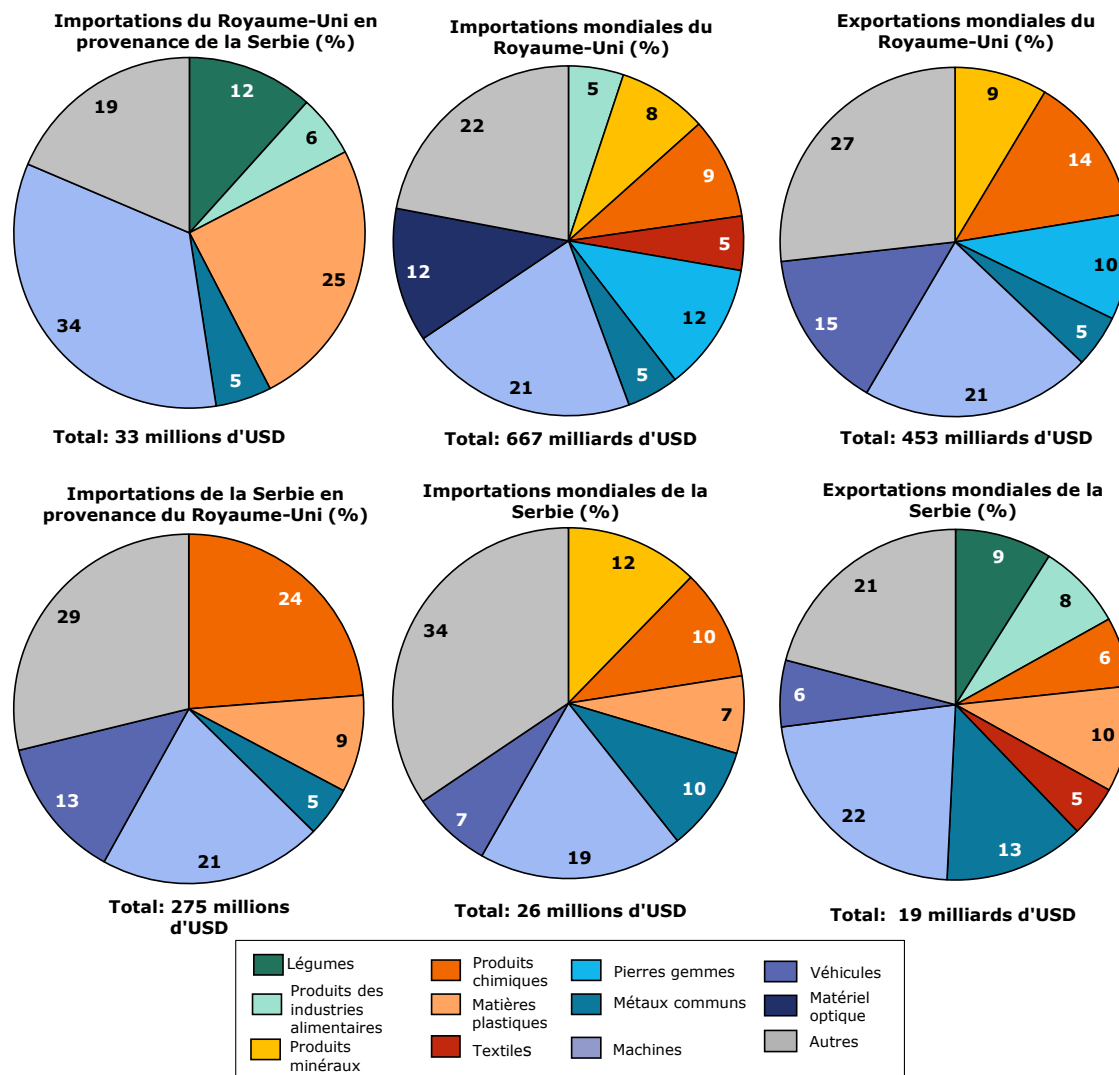 Importations du Royaume-Uni en
provenance de la Serbie (%)
12
6
25
5
34
19
Total: 33 millions d'USD
Importations mondiales du
Royaume-Uni (%)
5
8
9
5
12
5
21
12
22
Total: 667 milliards d'USD
Exportations mondiales du
Royaume-Uni (%)
9
14
10
5
21
15
27
Total: 453 milliards d'USD
Importations de la Serbie en
provenance du Royaume-Uni (%)
24
9
5
21
13
29
Total: 275 millions
d'USD
Importations mondiales de la
Serbie (%)
12
10
7
10
19
7
34
Total: 26 millions d'USD
Exportations mondiales de la
Serbie (%)
9
8
6
10
5
13
22
6
21
Total: 19 milliards d'USD
Légumes
Produits des
industries
alimentaires
Produits
minéraux
Produits
chimiques
Matières
plastiques
Textiles
Pierres gemmes
Métaux communs
Machines
Véhicules
Matériel
optique
Autres